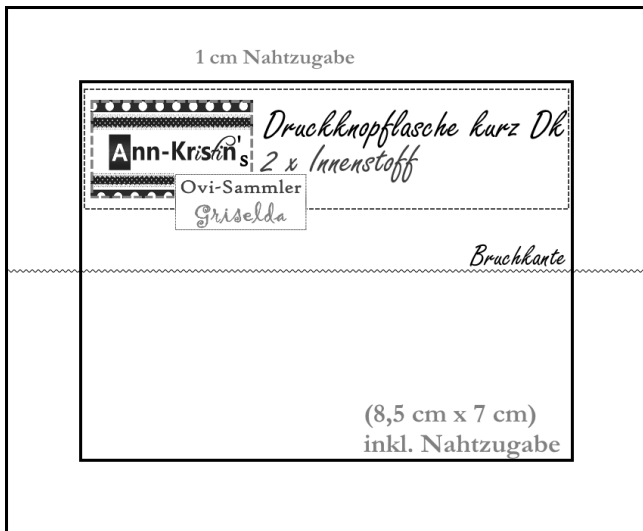 1 cm Nahtzugabe
Ann-Kristin's
Druckknopflasche kurz Dk
2 x Innenstoff
Ovi-Sammler
Griselda
Bruchkante
(8,5 cm x 7 cm)
inkl. Nahtzugabe